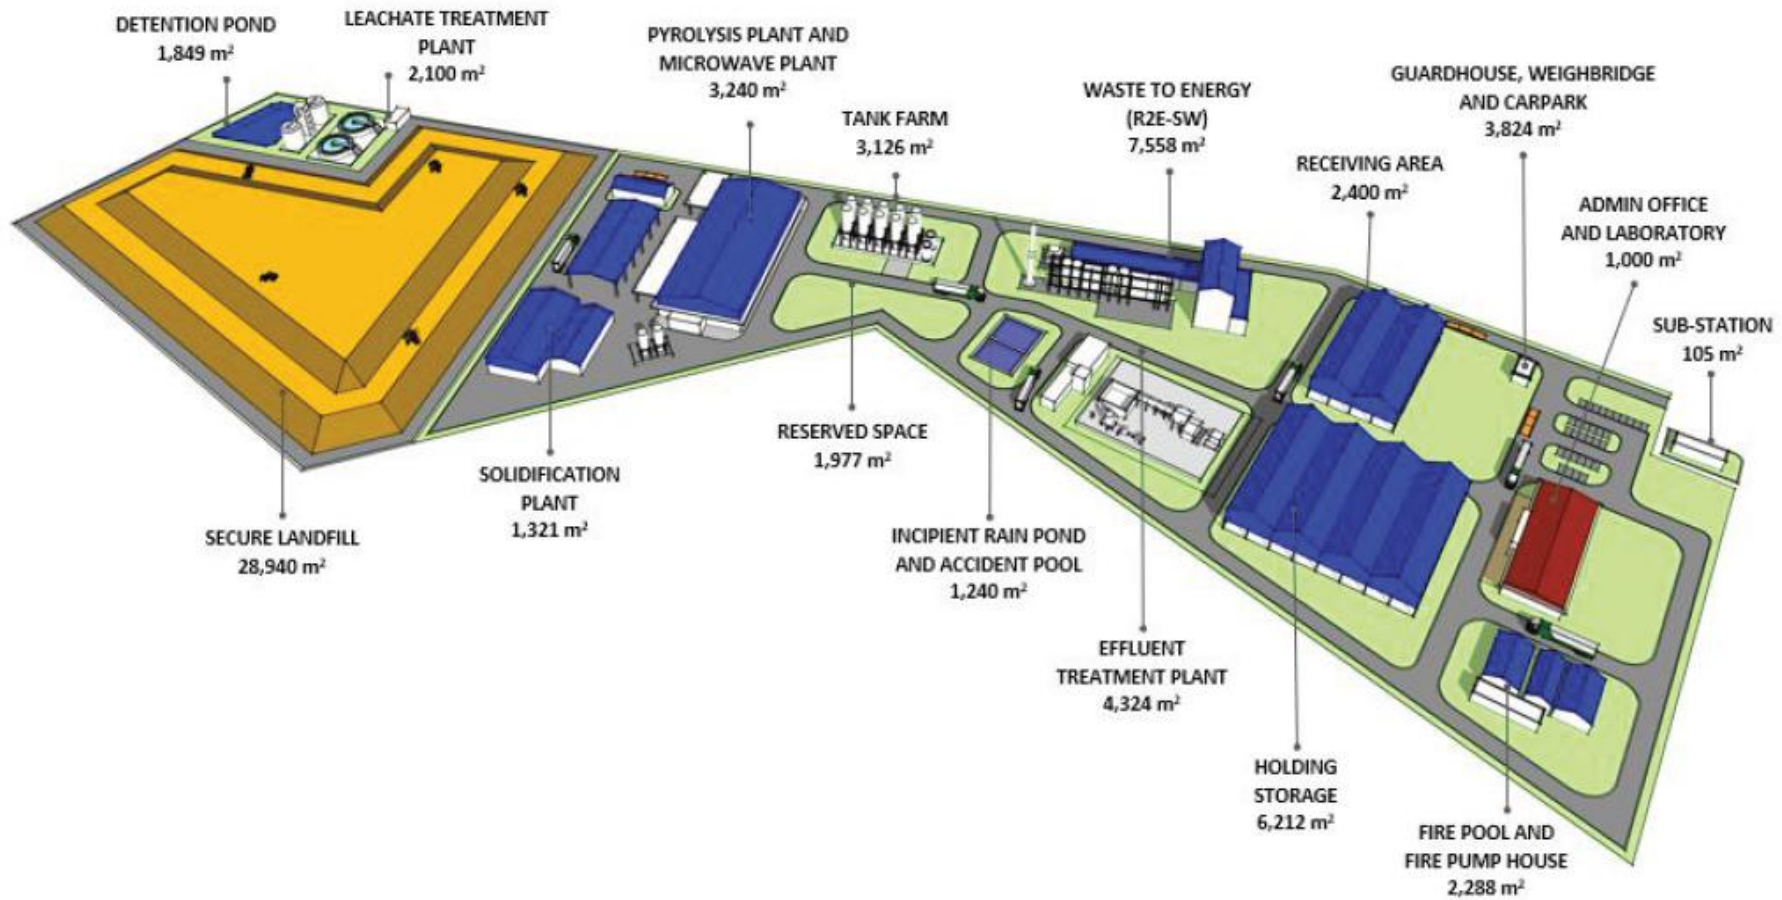 DETENTION POND
1,849 m²
LEACHATE TREATMENT
PLANT
2,100 m²
PYROLYSIS PLANT AND
MICROWAVE PLANT
3,240 m²
TANK FARM
3,126 m²
WASTE TO ENERGY
(R2E-SW)
7,558 m²
GUARDHOUSE, WEIGHBRIDGE
AND CARPARK
3,824 m²
RECEIVING AREA
2,400 m²
ADMIN OFFICE
AND LABORATORY
1,000 m²
SUB-STATION
105 m²
SECURE LANDFILL
28,940 m²
SOLIDIFICATION
PLANT
1,321 m²
RESERVED SPACE
1,977 m²
INCIPIENT RAIN POND
AND ACCIDENT POOL
1,240 m²
EFFLUENT
TREATMENT PLANT
4,324 m²
HOLDING
STORAGE
6,212 m²
FIRE POOL AND
FIRE PUMP HOUSE
2,288 m²